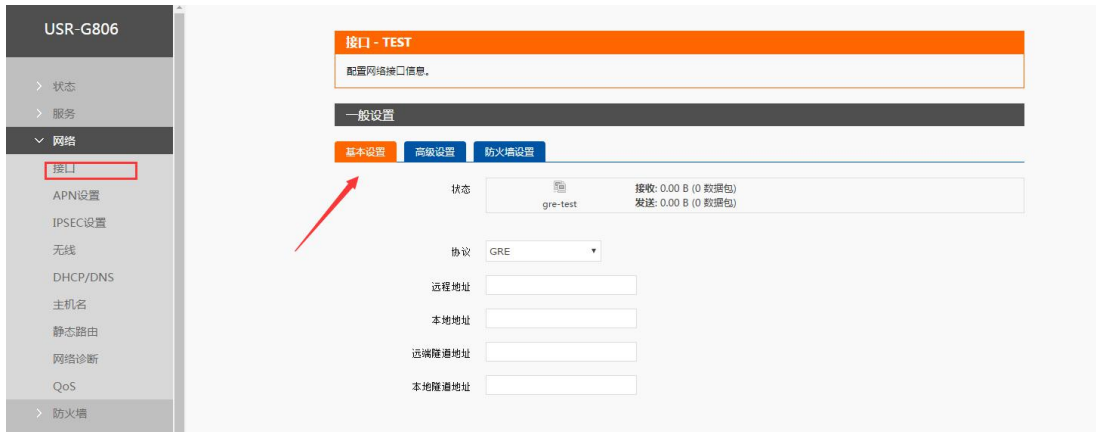 USR-G806
状态
服务
网络
接口
APN设置
IPSEC设置
无线
DHCP/DNS
主机名
静态路由
网络诊断
QoS
防火墙
接口 - TEST
配置网络接口信息。
一般设置
基本设置 高级设置 防火墙设置
状态 gre-test 接收: 0.00 B (0 数据包)
发送: 0.00 B (0 数据包)
协议 GRE
远程地址
本地地址
远端隧道地址
本地隧道地址